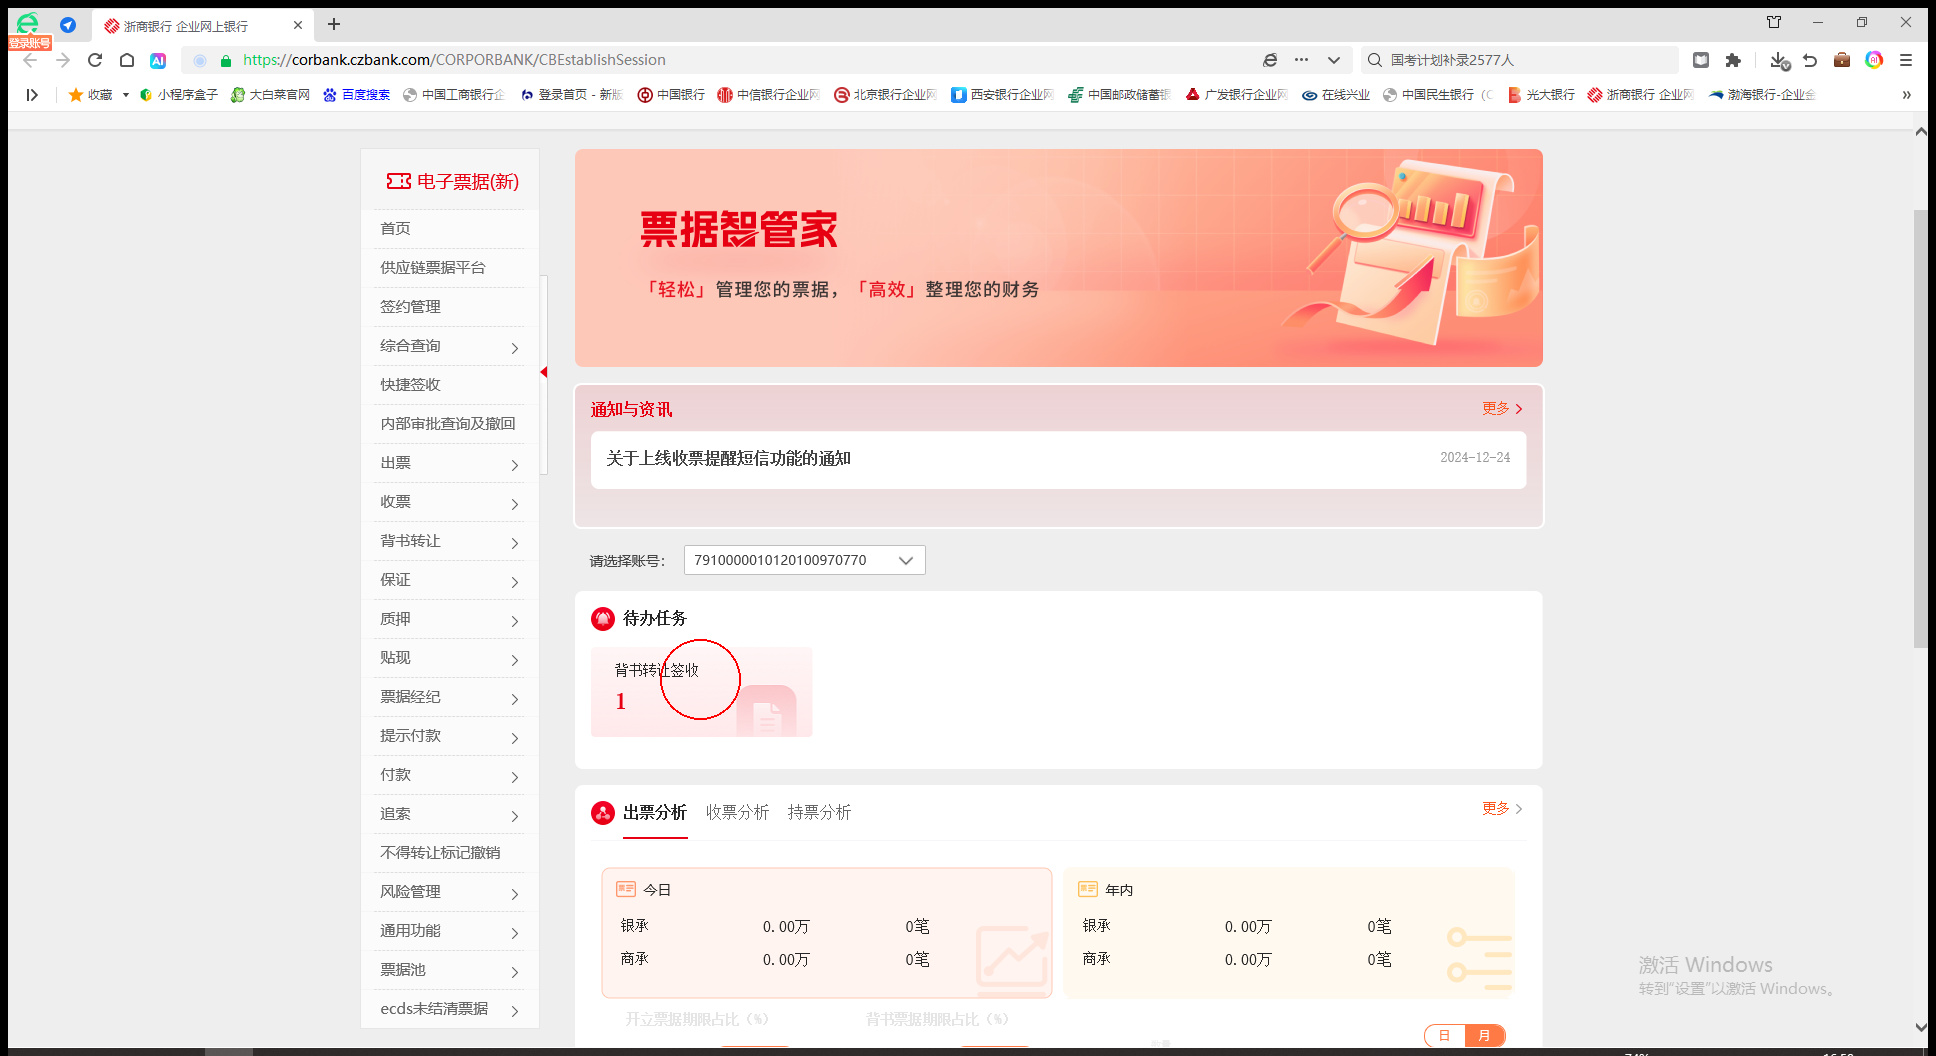 登录账号
浙商银行 企业网上银行
https://corbank.czbank.com/CORPORBANK/CBEstablishSession
国考计划补录2577人
收藏
小程序盒子
大白菜官网
百度搜索
中国工商银行企
登录首页 - 新版
中国银行
中信银行企业网
北京银行企业网
西安银行企业网
中国邮政储蓄银
广发银行企业网
在线兴业
中国民生银行（C
光大银行
浙商银行 企业网
渤海银行-企业金
»
电子票据(新)
首页
供应链票据平台
签约管理
综合查询
快捷签收
内部审批查询及撤回
出票
收票
背书转让
保证
质押
贴现
票据经纪
提示付款
付款
追索
不得转让标记撤销
风险管理
通用功能
票据池
ecds未结清票据
票据智管家
「轻松」管理您的票据，「高效」整理您的财务
通知与资讯
更多
关于上线收票提醒短信功能的通知
2024-12-24
请选择账号：
7910000010120100970770
待办任务
背书转让签收
1
出票分析 收票分析 持票分析
更多
今日
银承 0.00万 0笔
商承 0.00万 0笔
年内
银承 0.00万 0笔
商承 0.00万 0笔
开立票据期限占比（%）
背书票据期限占比（%）
日 月
激活 Windows
转到"设置"以激活 Windows。